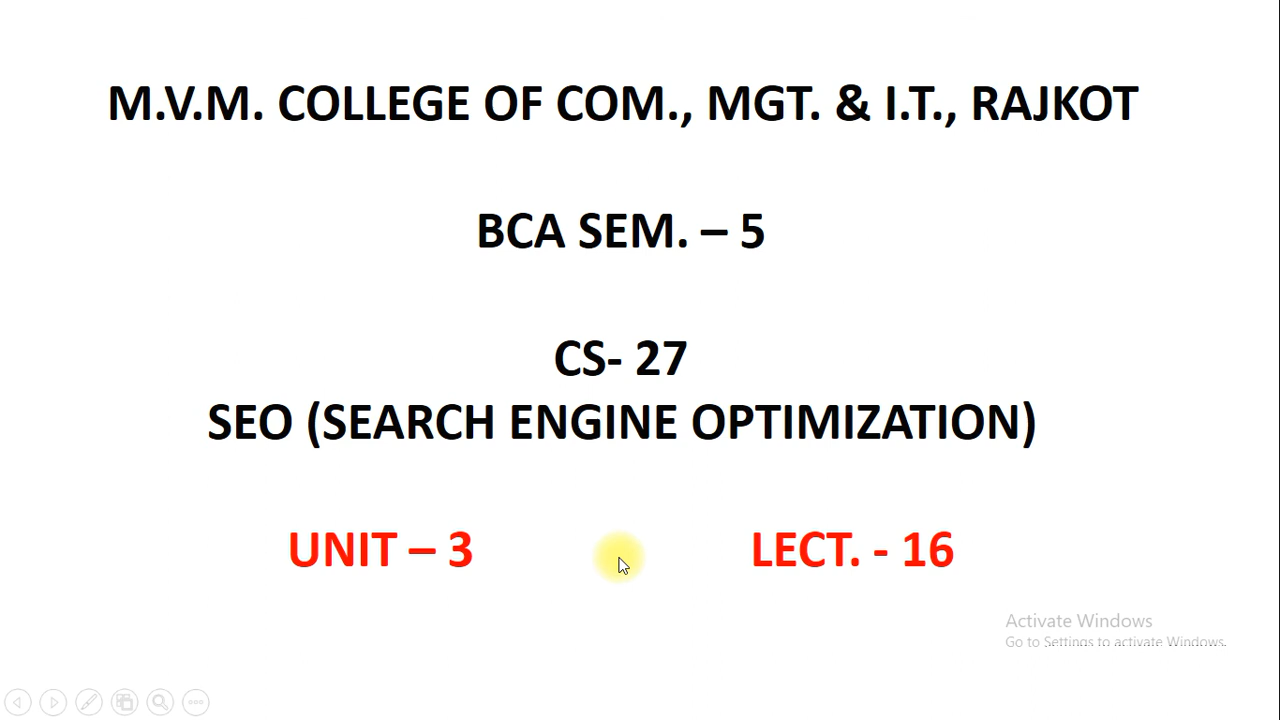 M.V.M. COLLEGE OF COM., MGT. & I.T., RAJKOT
BCA SEM. – 5
CS- 27
SEO (SEARCH ENGINE OPTIMIZATION)
UNIT – 3 LECT. - 16
Activate Windows
Go to Settings to activate Windows.